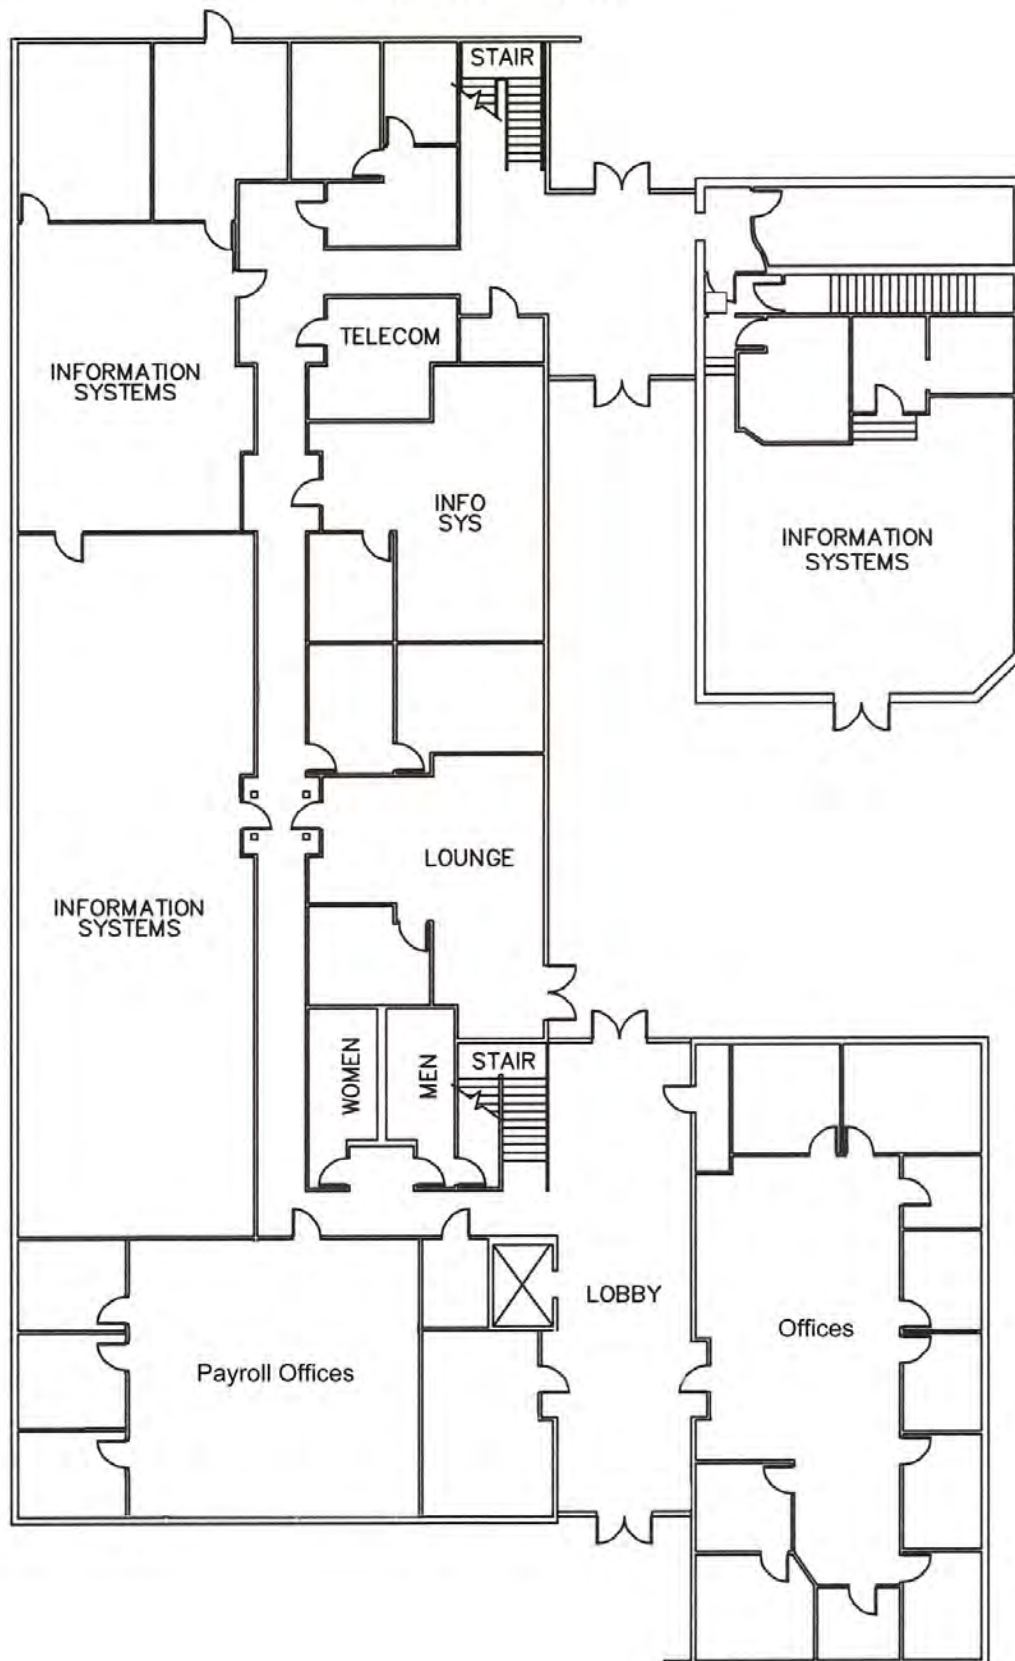 STAIR
TELECOM
INFORMATION
SYSTEMS
INFO
SYS
INFORMATION
SYSTEMS
LOUNGE
INFORMATION
SYSTEMS
WOMEN
MEN
STAIR
LOBBY
Offices
Payroll Offices